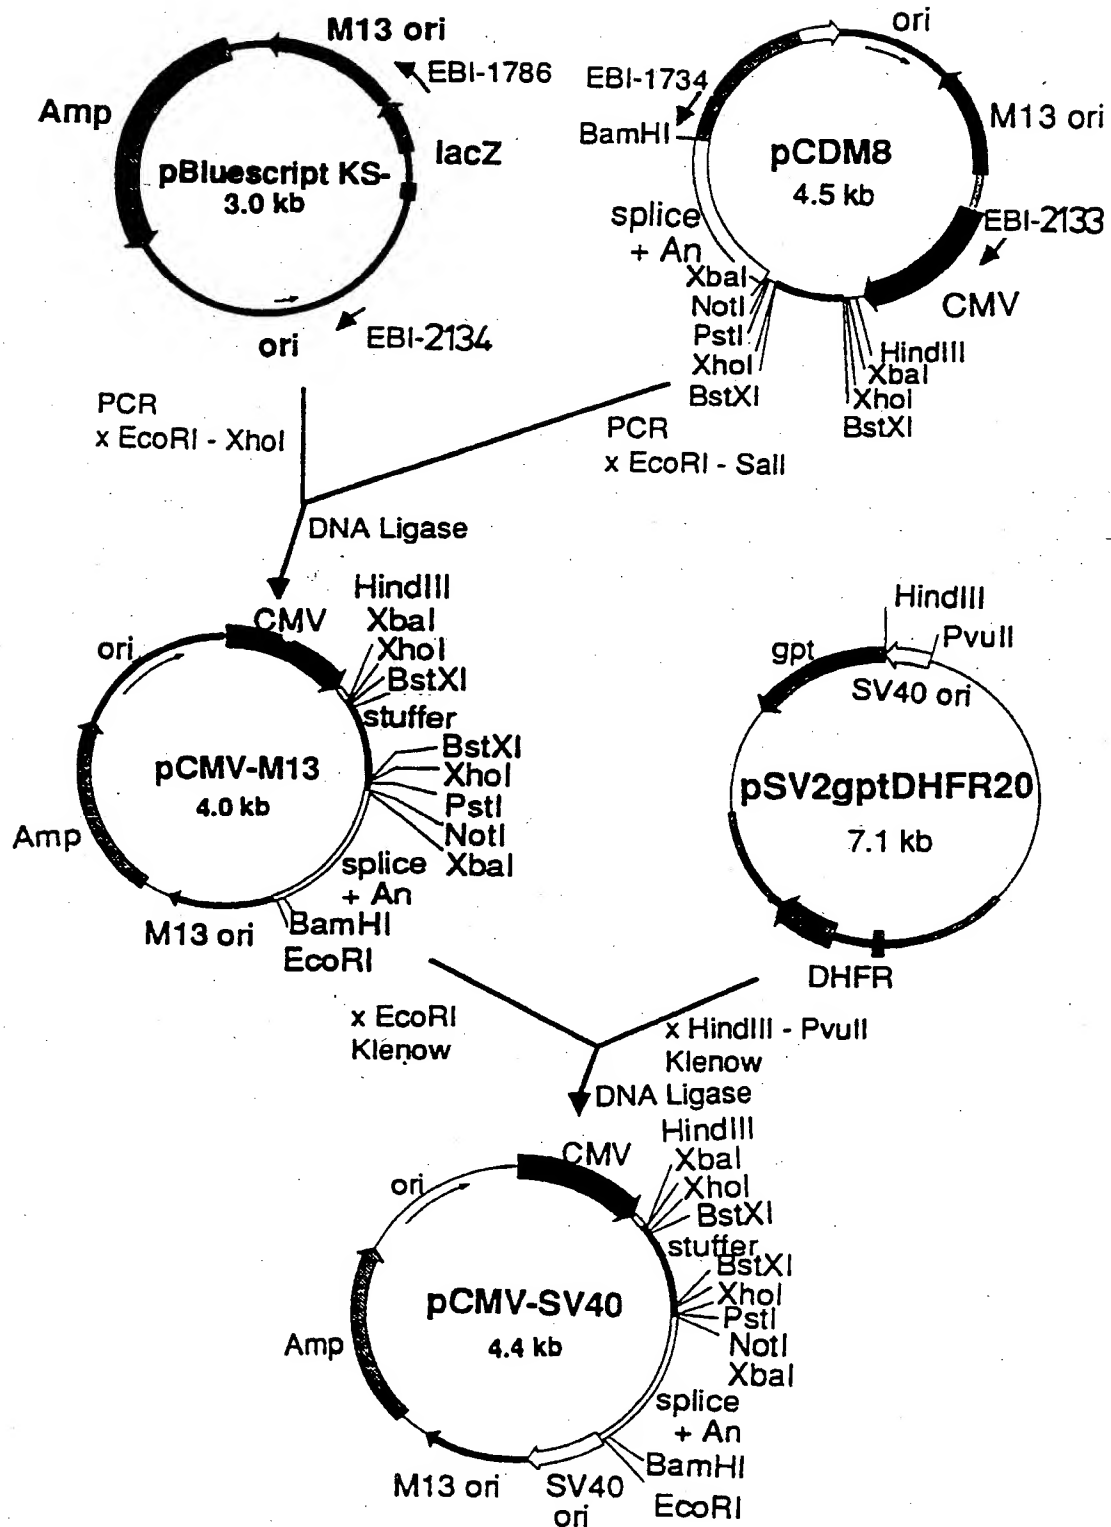 M13 ori
EBI-1786
Amp
lacZ
pBluescript KS-
3.0 kb
EBI-2134
ori
ori
EBI-1734
BamHI
M13 ori
pCDM8
4.5 kb
splice
+ An
EBI-2133
XbaI
NotI
PstI
XhoI
BstXI
CMV
HindIII
XbaI
XhoI
BstXI
PCR
x EcoRI - XhoI
PCR
x EcoRI - SalI
DNA Ligase
CMV
HindIII
XbaI
XhoI
BstXI
stuffer
ori
BstXI
XhoI
PstI
NotI
XbaI
pCMV-M13
4.0 kb
Amp
splice
+ An
M13 ori
BamHI
EcoRI
HindIII
PvuII
gpt
SV40 ori
pSV2gptDHFR20
7.1 kb
DHFR
x EcoRI
Klenow
x HindIII - PvuII
Klenow
DNA Ligase
CMV
HindIII
XbaI
XhoI
BstXI
stuffer
ori
BstXI
XhoI
PstI
NotI
XbaI
pCMV-SV40
4.4 kb
Amp
splice
+ An
M13 ori
SV40
ori
BamHI
EcoRI